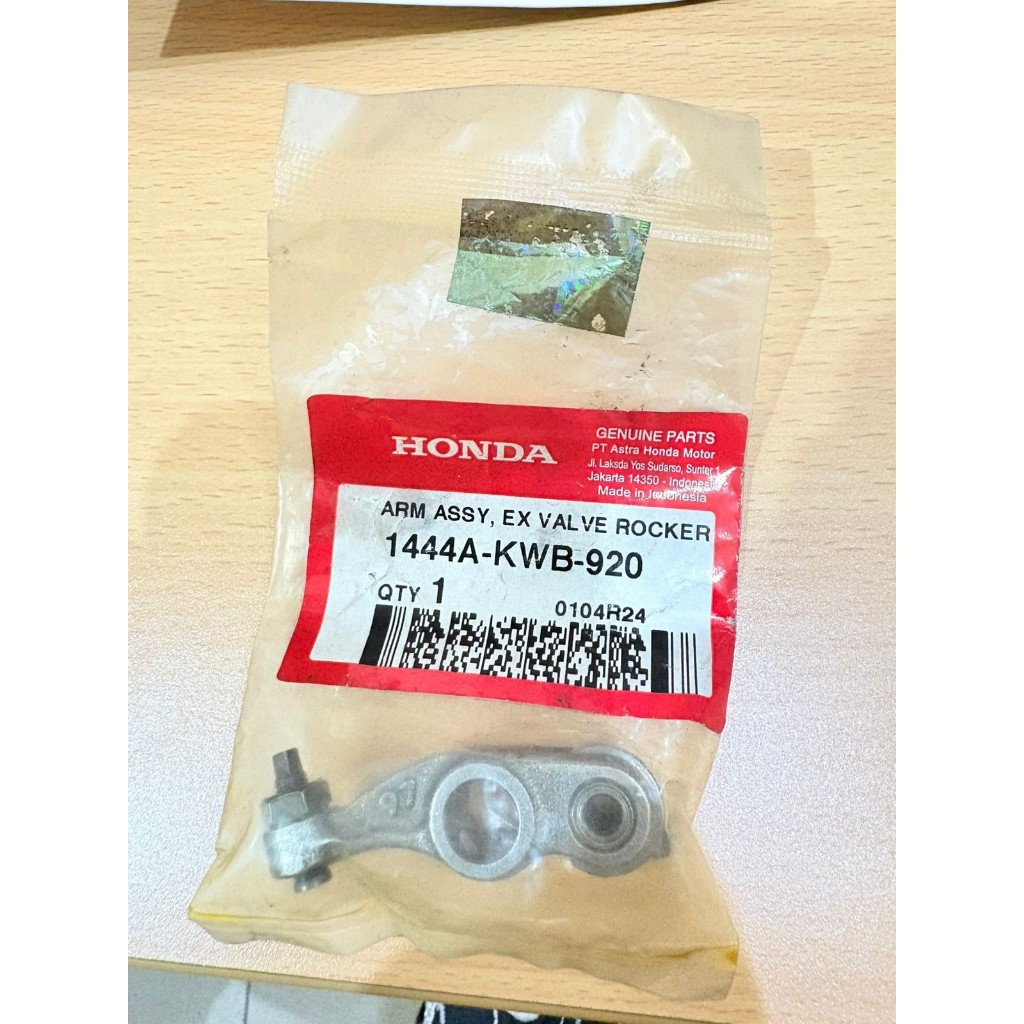 HONDA
GENUINE PARTS
PT Astra Honda Motor
Jl. Laksda Yos Sudarso, Sunter 1
Jakarta 14350 - Indonesia
Made in Indonesia
ARM ASSY, EX VALVE ROCKER
1444A-KWB-920
QTY 1
0104R24